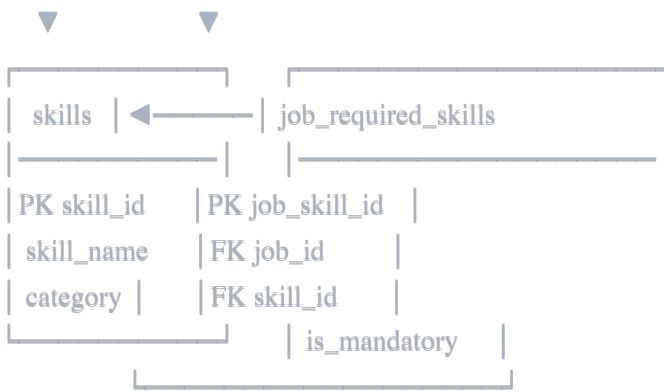 skills job_required_skills
PK skill_id PK job_skill_id
skill_name FK job_id
category FK skill_id
is_mandatory